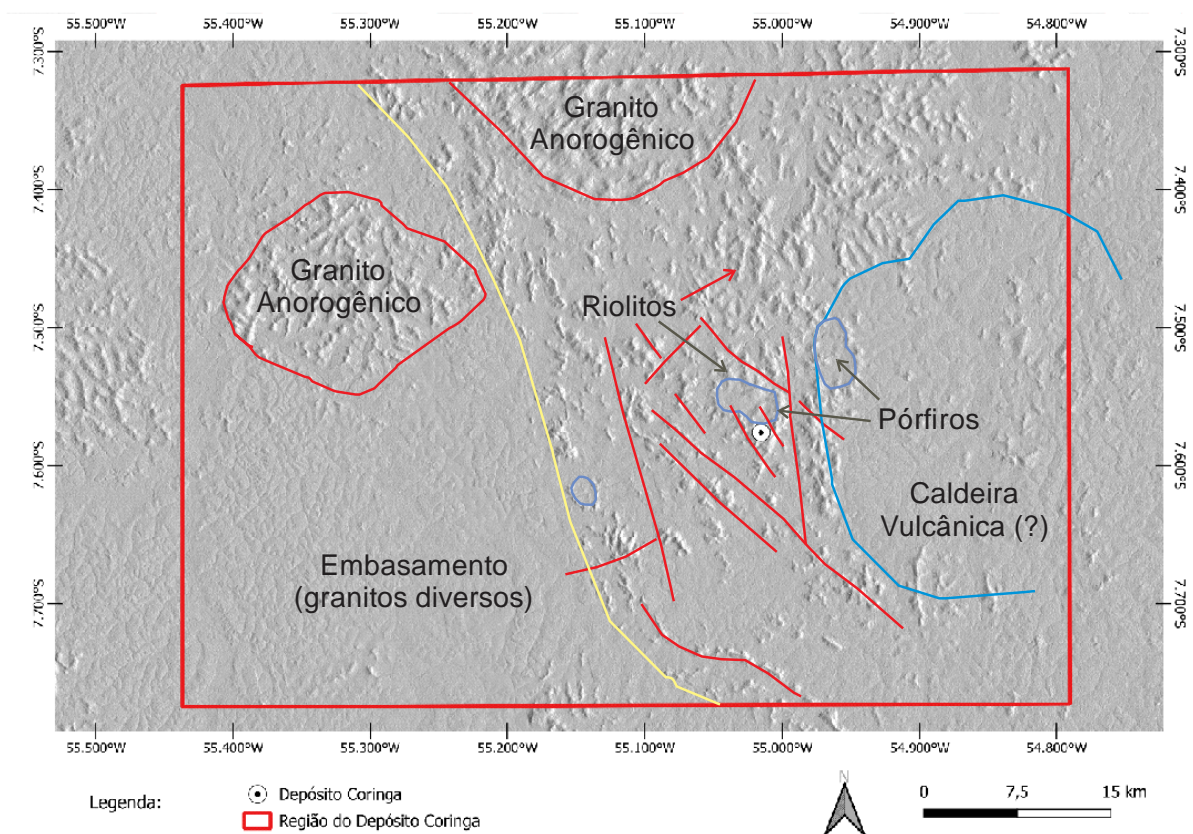 55.500°W 55.400°W 55.300°W 55.200°W 55.100°W 55.000°W 54.900°W 54.800°W
7.300°S 7.300°S
Granito
Anorogênico
7.400°S 7.400°S
Granito
Anorogênico
Riolitos
7.500°S 7.500°S
Pórfiros
7.600°S 7.600°S
Caldeira
Vulcânica (?)
Embasamento
(granitos diversos)
7.700°S 7.700°S
55.500°W 55.400°W 55.300°W 55.200°W 55.100°W 55.000°W 54.900°W 54.800°W
Legenda:
Depósito Coringa
Região do Depósito Coringa
N
0 7,5 15 km